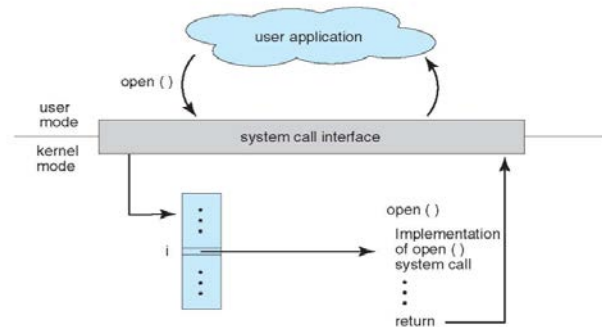 user application
open ( )
user
mode
system call interface
kernel
mode
i
open ( )
Implementation
of open ( )
system call
return